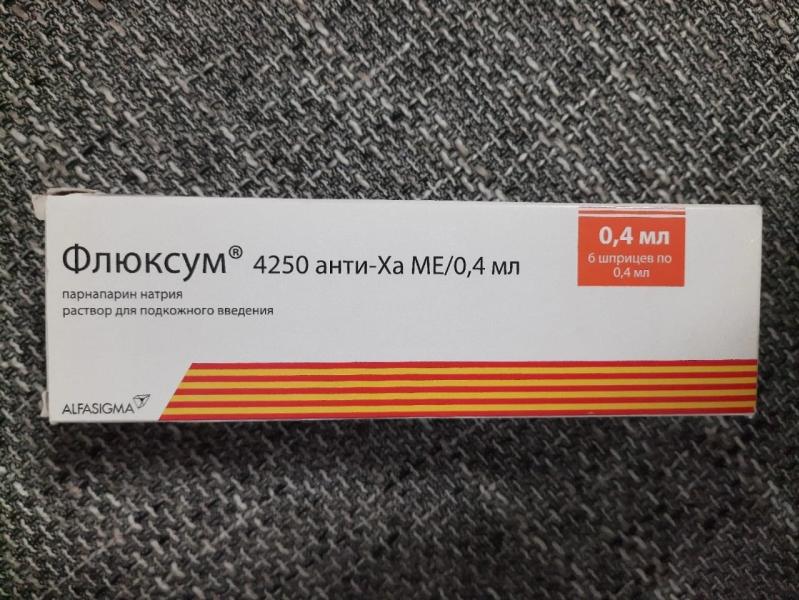 Флюксум® 4250 анти-Ха МЕ/0,4 мл
парнапарин натрия
раствор для подкожного введения
0,4 мл
6 шприцев по
0,4 мл
ALFASIGMA